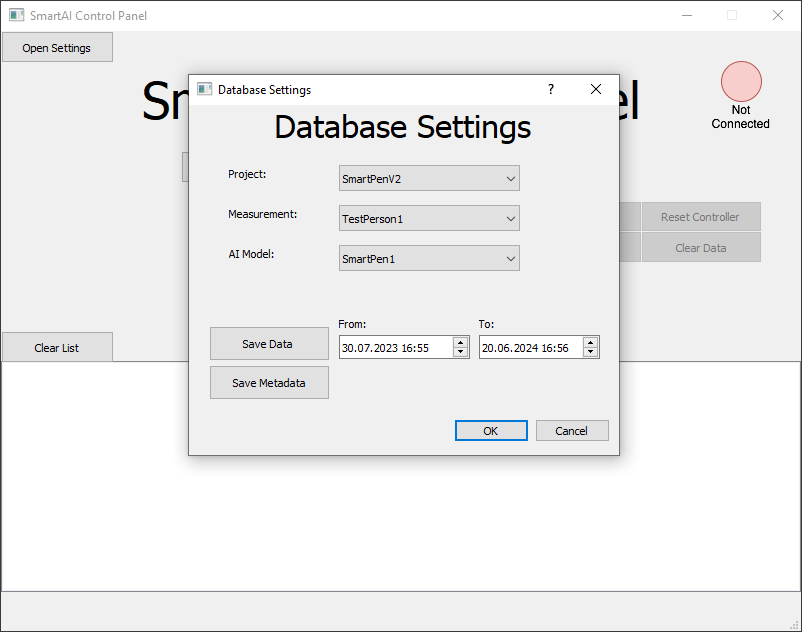 SmartAI Control Panel
Open Settings
Database Settings
?
Database Settings
Not
Connected
Project:
SmartPenV2
Measurement:
TestPerson1
Reset Controller
AI Model:
SmartPen1
Clear Data
From:
To:
Save Data
30.07.2023 16:55
20.06.2024 16:56
Clear List
Save Metadata
OK
Cancel